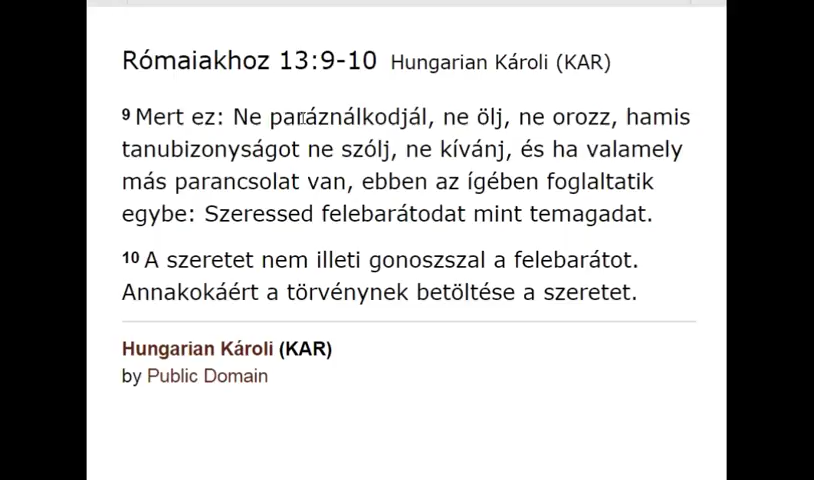 Rómaiakhoz 13:9-10 Hungarian Károli (KAR)
9 Mert ez: Ne paráználkodjál, ne ölj, ne orozz, hamis
tanubizonyságot ne szólj, ne kívánj, és ha valamely
más parancsolat van, ebben az ígében foglaltatik
egybe: Szeressed felebarátodat mint temagadat.
10 A szeretet nem illeti gonoszszal a felebarátot.
Annakokáért a törvénynek betöltése a szeretet.
Hungarian Károli (KAR)
by Public Domain